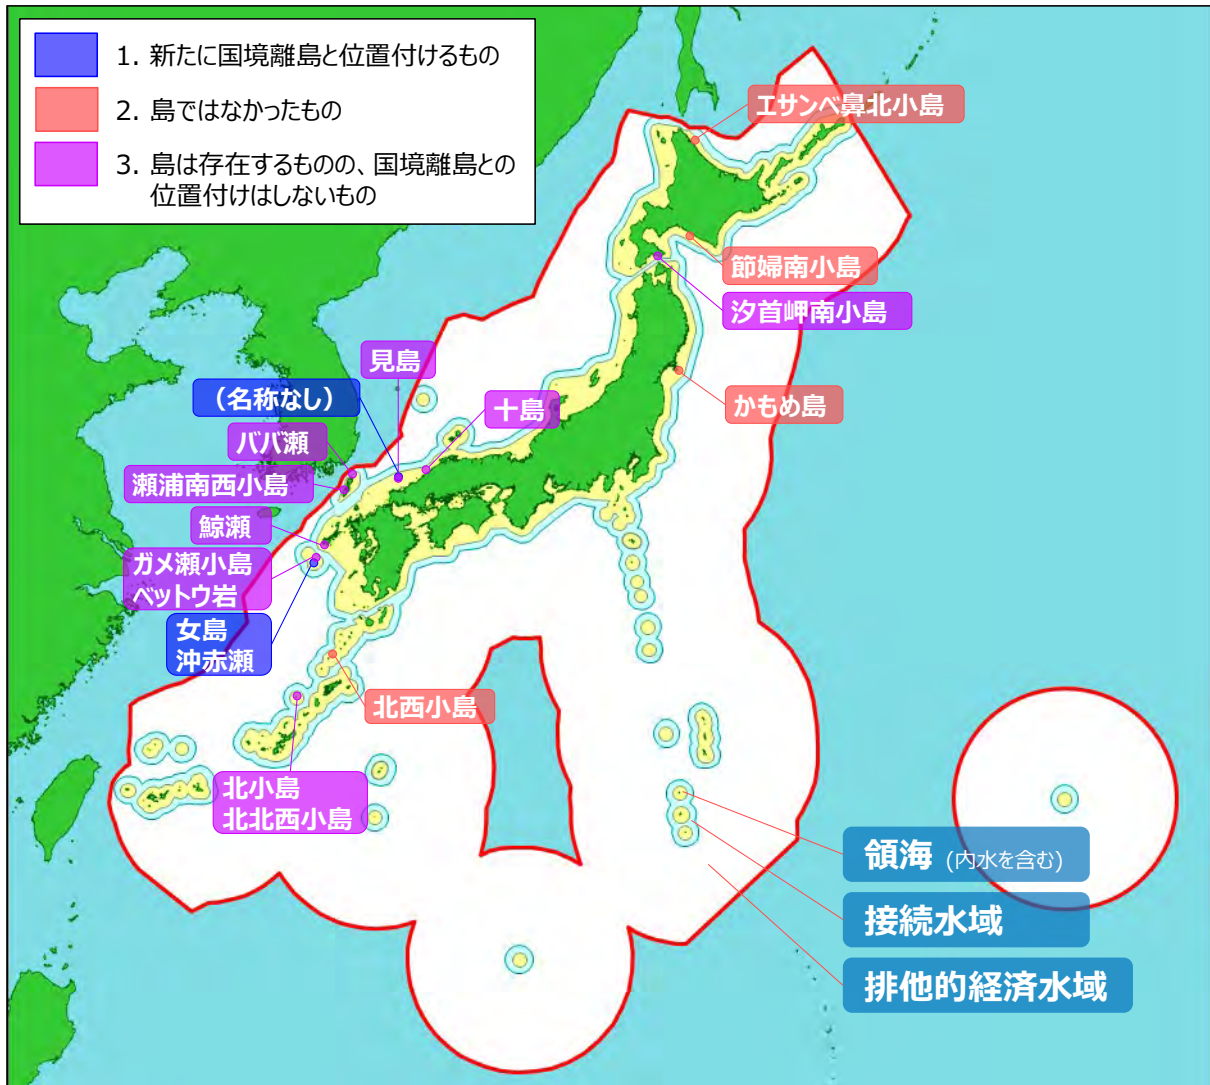 1. 新たに国境離島と位置付けるもの
2. 島ではなかったもの
3. 島は存在するものの、国境離島との
位置付けはしないもの
エサンベ鼻北小島
節婦南小島
汐首岬南小島
見島
（名称なし）
十島
かもめ島
ババ瀬
瀬浦南西小島
鯨瀬
ガメ瀬小島
ベットウ岩
女島
沖赤瀬
北西小島
北小島
北北西小島
領海 (内水を含む)
接続水域
排他的経済水域